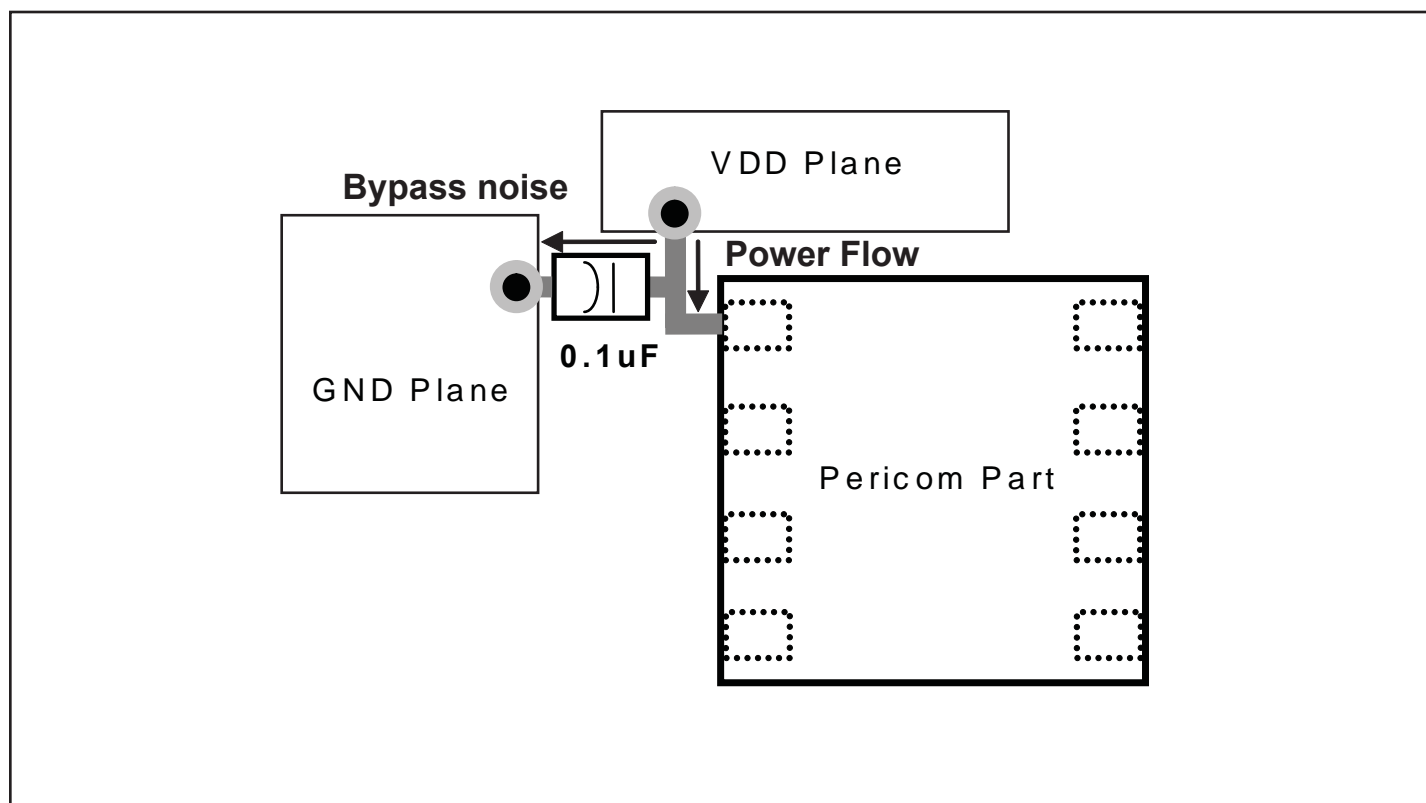 VDD Plane
Bypass noise
Power Flow
0.1uF
GND Plane
Pericom Part